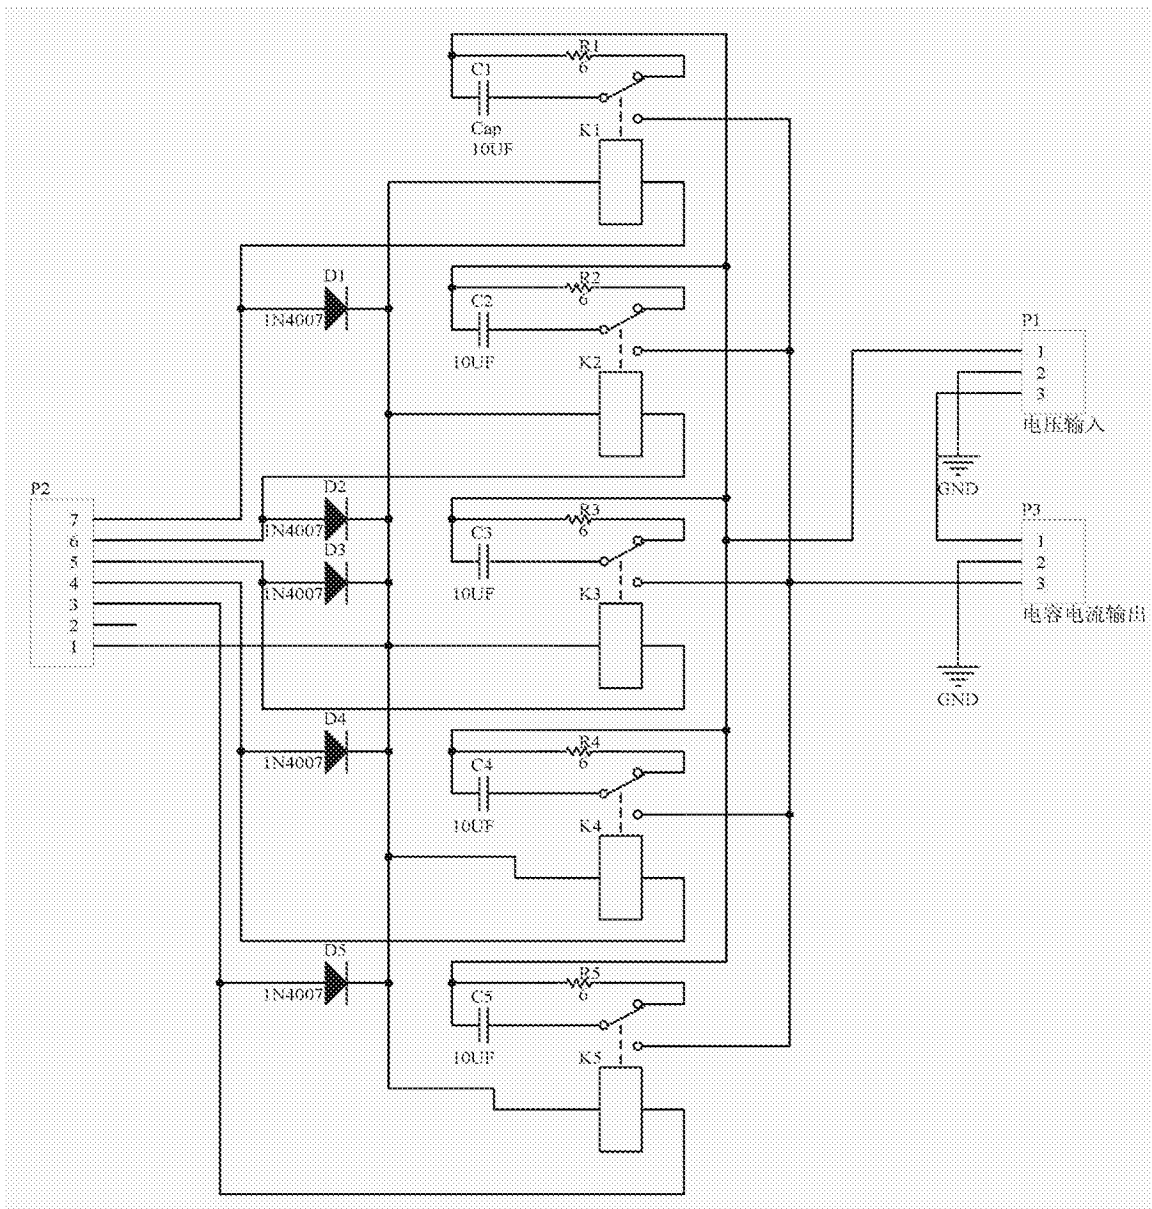 R1
6
C1
Cap
10UF
K1
D1
1N4007
R2
6
C2
10UF
K2
P1
1
2
3
电压输入
GND
P2
7
6
5
4
3
2
1
D2
1N4007
D3
1N4007
R3
6
C3
10UF
K3
P3
1
2
3
电容电流输出
GND
D4
1N4007
R4
6
C4
10UF
K4
D5
1N4007
R5
6
C5
10UF
K5